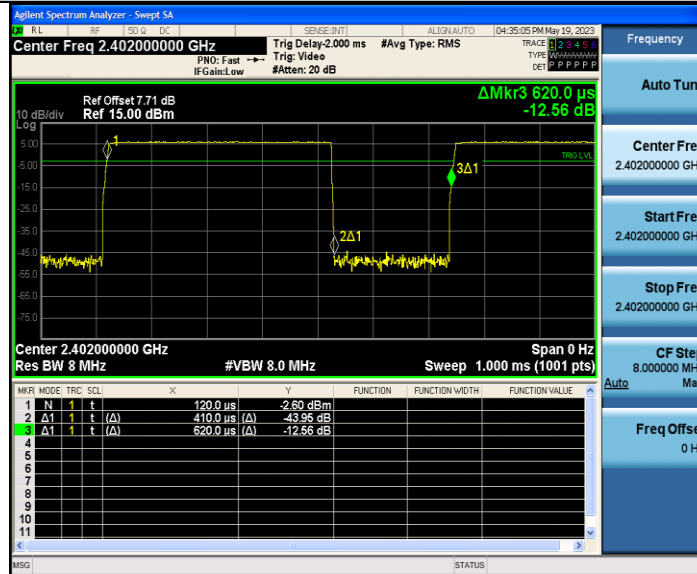 Agilent Spectrum Analyzer - Swept SA
RL RF 50 Ω DC SENSE:INT ALIGN AUTO 04:35:05 PM May 19, 2023
Center Freq 2.402000000 GHz
PNO: Fast
IFGain:Low
Trig Delay-2.000 ms
Trig: Video
#Atten: 20 dB
#Avg Type: RMS
TRACE 1 2 3 4 5 6
TYPE
DET P P P P P P
Frequency
Auto Tun
Center Fre
2.402000000 GH
Start Fre
2.402000000 GH
Stop Fre
2.402000000 GH
CF Ste
8.000000 MH
Auto Ma
Freq Offse
0 H
ΔMkr3 620.0 µs
-12.56 dB
Ref Offset 7.71 dB
10 dB/div Ref 15.00 dBm
Log
5.00
-5.00
-15.0
-25.0
-35.0
-45.0
-55.0
-65.0
-75.0
1
TRIG LVL
3Δ1
2Δ1
Center 2.402000000 GHz Span 0 Hz
Res BW 8 MHz #VBW 8.0 MHz Sweep 1.000 ms (1001 pts)
MKR MODE TRC SCL X Y FUNCTION FUNCTION WIDTH FUNCTION VALUE
1 N 1 t 120.0 µs -2.60 dBm
2 Δ1 1 t (Δ) 410.0 µs (Δ) -43.95 dB
3 Δ1 1 t (Δ) 620.0 µs (Δ) -12.56 dB
4
5
6
7
8
9
10
11
MSG STATUS